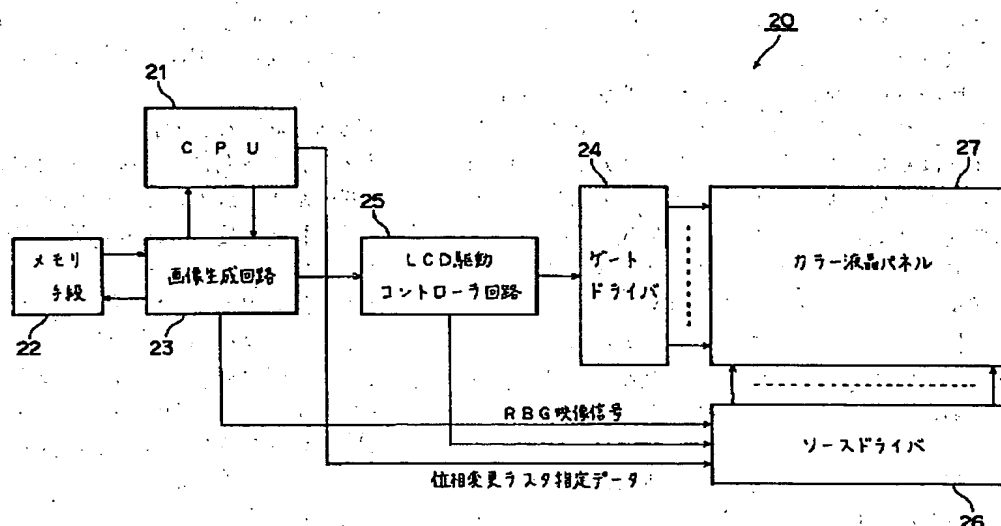 20
21
CPU
24
27
25
メモリ
手段
画像生成回路
LCD駆動
コントローラ回路
ゲート
ドライバ
カラー液晶パネル
22
23
RBG映像信号
ソースドライバ
位相変更ラスタ指定データ
26